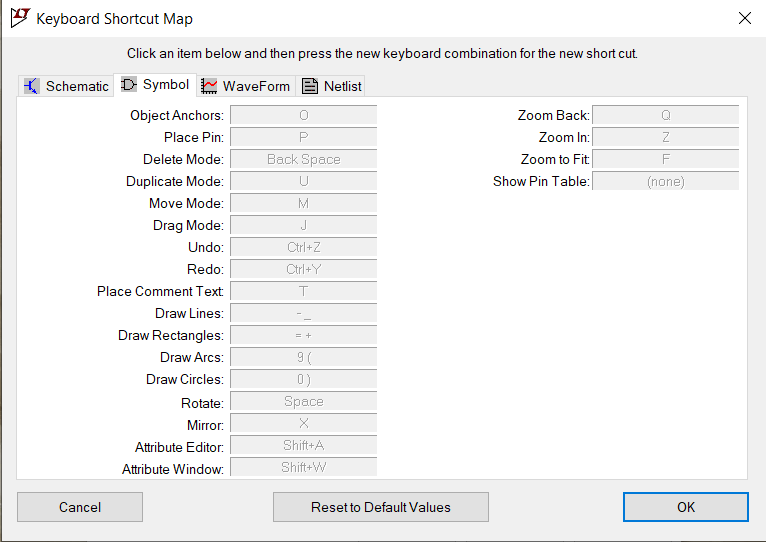 Keyboard Shortcut Map
Click an item below and then press the new keyboard combination for the new short cut.
Schematic Symbol WaveForm Netlist
Object Anchors: O
Place Pin: P
Delete Mode: Back Space
Duplicate Mode: U
Move Mode: M
Drag Mode: J
Undo: Ctrl+Z
Redo: Ctrl+Y
Place Comment Text: T
Draw Lines: - _
Draw Rectangles: = +
Draw Arcs: 9 (
Draw Circles: 0 )
Rotate: Space
Mirror: X
Attribute Editor: Shift+A
Attribute Window: Shift+W
Zoom Back: Q
Zoom In: Z
Zoom to Fit: F
Show Pin Table: (none)
Cancel Reset to Default Values OK